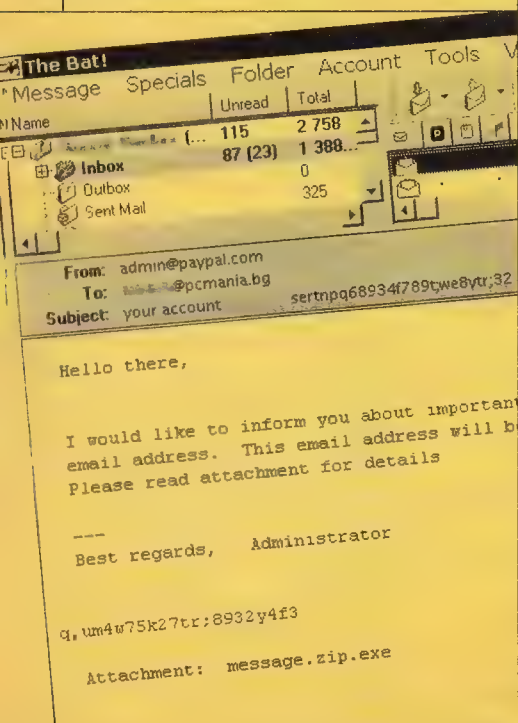 The Bat!
Message Specials Folder Account Tools V
Name Unread Total
(... 115 2 758
Inbox 87 (23) 1 388...
Outbox 0
Sent Mail 325
From: admin@paypal.com
To: @pcmania.bg
Subject: your account sertnpq68934f789t;we8ytr;32
Hello there,
I would like to inform you about important
email address. This email address will b
Please read attachment for details
---
Best regards, Administrator
q,um4w75k27tr;8932y4f3
Attachment: message.zip.exe